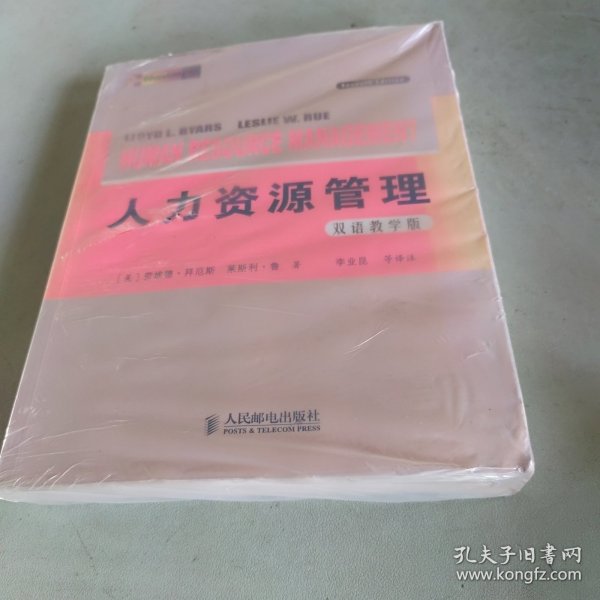 LLOYD L. BYARS LESLIE W. RUE
HUMAN RESOURCE MANAGEMENT
人力资源管理
双语教学版
[美] 劳埃德·拜厄斯 莱斯利·鲁 著 李业昆 等译注
人民邮电出版社
POSTS & TELECOM PRESS
孔夫子旧书网
www.kongfz.com